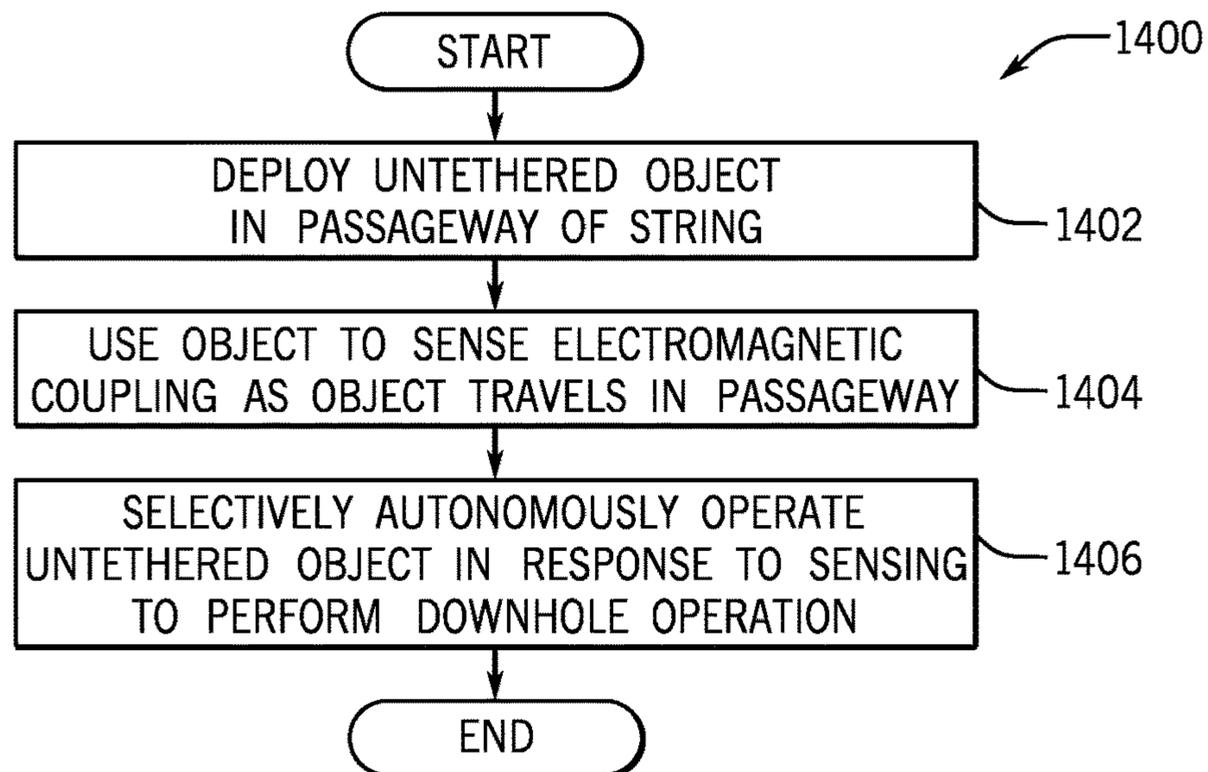 START
1400
DEPLOY UNTETHERED OBJECT
IN PASSAGEWAY OF STRING
1402
USE OBJECT TO SENSE ELECTROMAGNETIC
COUPLING AS OBJECT TRAVELS IN PASSAGEWAY
1404
SELECTIVELY AUTONOMOUSLY OPERATE
UNTETHERED OBJECT IN RESPONSE TO SENSING
TO PERFORM DOWNHOLE OPERATION
1406
END